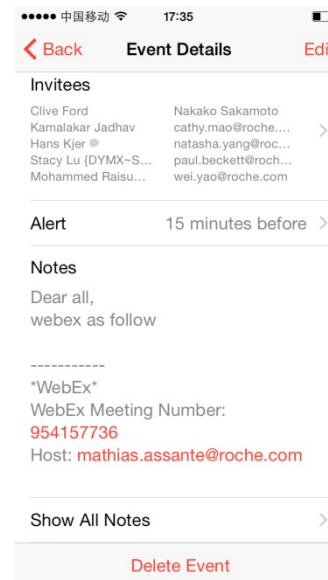 中国移动 17:35
Back Event Details Edi
Invitees
Clive Ford Nakako Sakamoto
Kamalakar Jadhav cathy.mao@roche....
Hans Kjer natasha.yang@roc...
Stacy Lu {DYMX~S... paul.beckett@roch...
Mohammed Raisu... wei.yao@roche.com
Alert 15 minutes before
Notes
Dear all,
webex as follow
-----------
*WebEx*
WebEx Meeting Number:
954157736
Host: mathias.assante@roche.com
Show All Notes
Delete Event